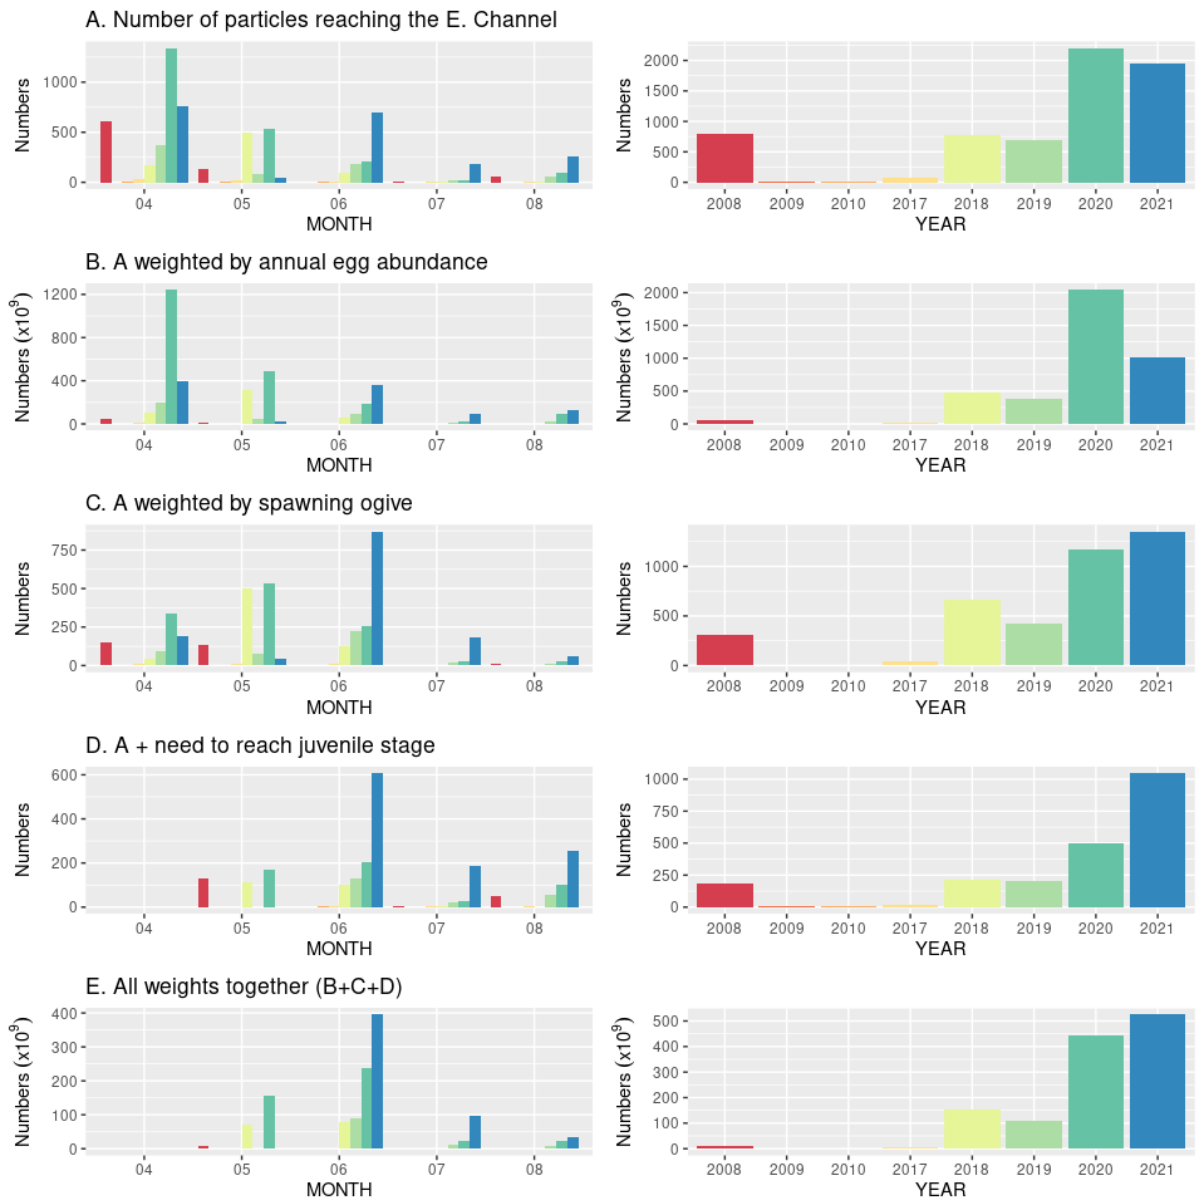 A. Number of particles reaching the E. Channel
Numbers
1000
500
0
04 05 06 07 08
MONTH
Numbers
2000
1500
1000
500
0
2008 2009 2010 2017 2018 2019 2020 2021
YEAR
B. A weighted by annual egg abundance
Numbers (x10⁹)
1200
800
400
0
04 05 06 07 08
MONTH
Numbers (x10⁹)
2000
1500
1000
500
0
2008 2009 2010 2017 2018 2019 2020 2021
YEAR
C. A weighted by spawning ogive
Numbers
750
500
250
0
04 05 06 07 08
MONTH
Numbers
1000
500
0
2008 2009 2010 2017 2018 2019 2020 2021
YEAR
D. A + need to reach juvenile stage
Numbers
600
400
200
0
04 05 06 07 08
MONTH
Numbers
1000
750
500
250
0
2008 2009 2010 2017 2018 2019 2020 2021
YEAR
E. All weights together (B+C+D)
Numbers (x10⁹)
400
300
200
100
0
04 05 06 07 08
MONTH
Numbers (x10⁹)
500
400
300
200
100
0
2008 2009 2010 2017 2018 2019 2020 2021
YEAR